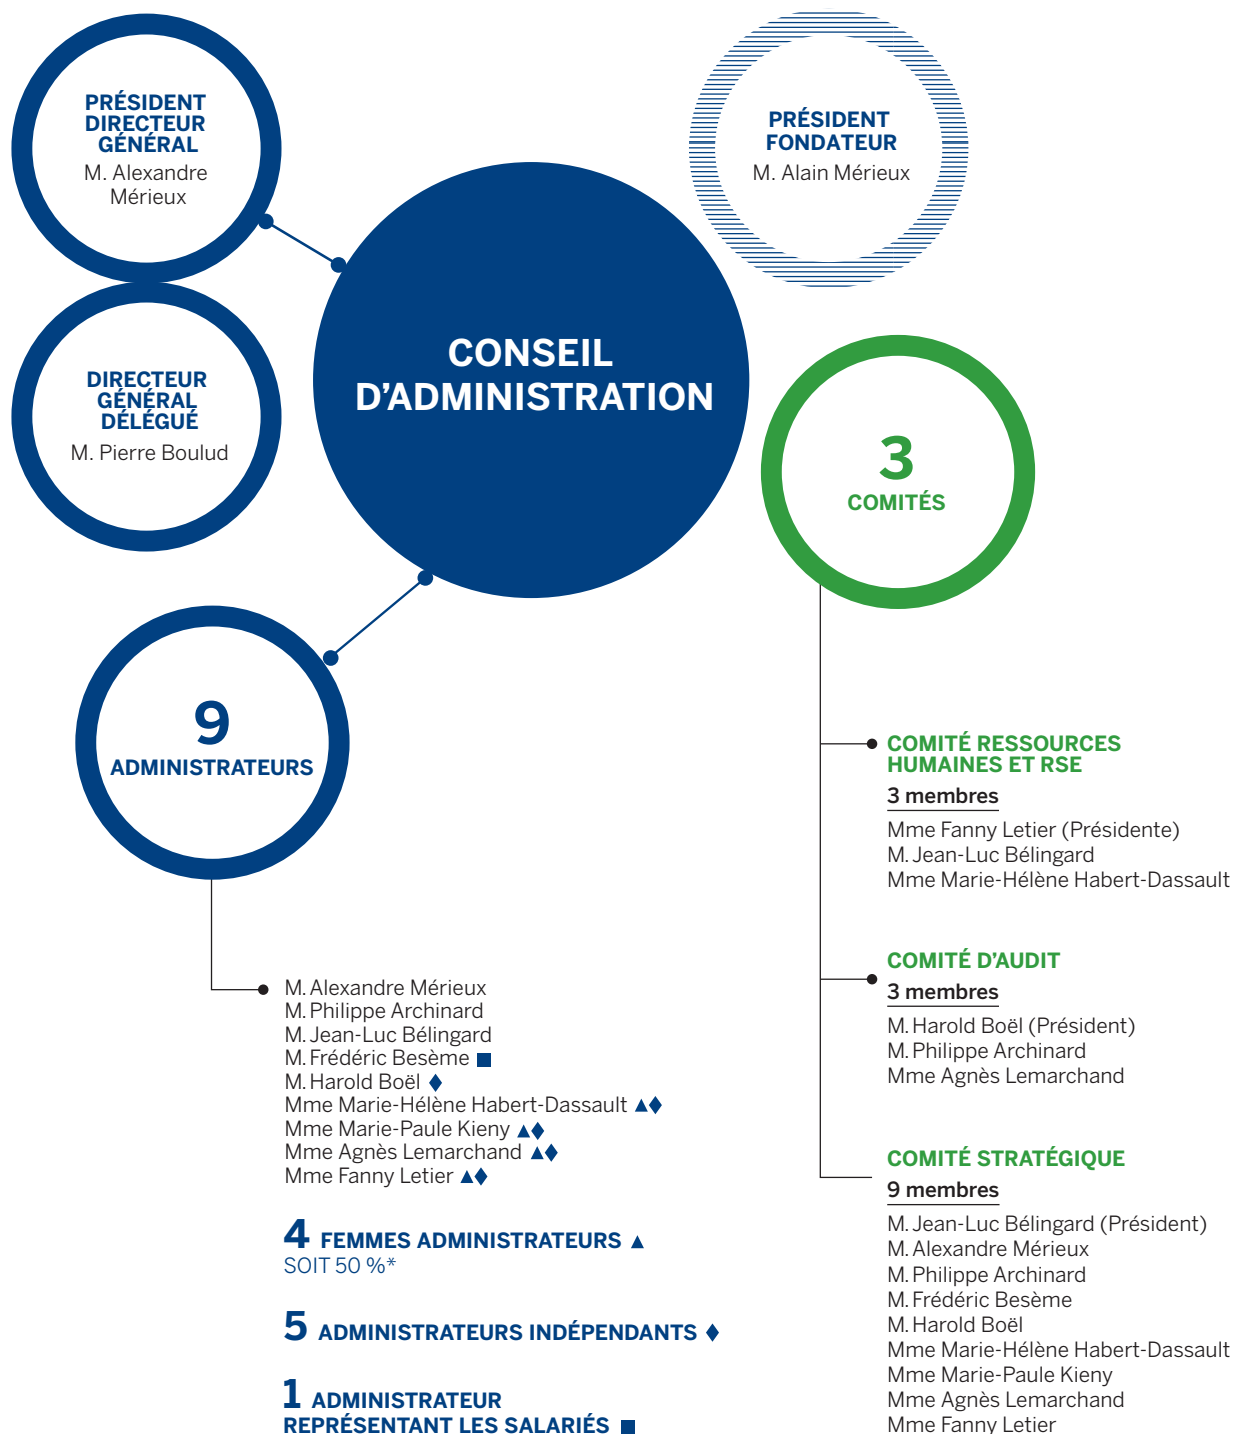 PRÉSIDENT
DIRECTEUR
GÉNÉRAL
M. Alexandre
Mérieux
PRÉSIDENT
FONDATEUR
M. Alain Mérieux
CONSEIL
D'ADMINISTRATION
DIRECTEUR
GÉNÉRAL
DÉLÉGUÉ
M. Pierre Boulud
3
COMITÉS
9
ADMINISTRATEURS
M. Alexandre Mérieux
M. Philippe Archinard
M. Jean-Luc Bélingard
M. Frédéric Besème ■
M. Harold Boël ♦
Mme Marie-Hélène Habert-Dassault ▲♦
Mme Marie-Paule Kieny ▲♦
Mme Agnès Lemarchand ▲♦
Mme Fanny Letier ▲♦
4 FEMMES ADMINISTRATEURS ▲
SOIT 50 %*
5 ADMINISTRATEURS INDÉPENDANTS ♦
1 ADMINISTRATEUR
REPRÉSENTANT LES SALARIÉS ■
COMITÉ RESSOURCES
HUMAINES ET RSE
3 membres
Mme Fanny Letier (Présidente)
M. Jean-Luc Bélingard
Mme Marie-Hélène Habert-Dassault
COMITÉ D'AUDIT
3 membres
M. Harold Boël (Président)
M. Philippe Archinard
Mme Agnès Lemarchand
COMITÉ STRATÉGIQUE
9 membres
M. Jean-Luc Bélingard (Président)
M. Alexandre Mérieux
M. Philippe Archinard
M. Frédéric Besème
M. Harold Boël
Mme Marie-Hélène Habert-Dassault
Mme Marie-Paule Kieny
Mme Agnès Lemarchand
Mme Fanny Letier